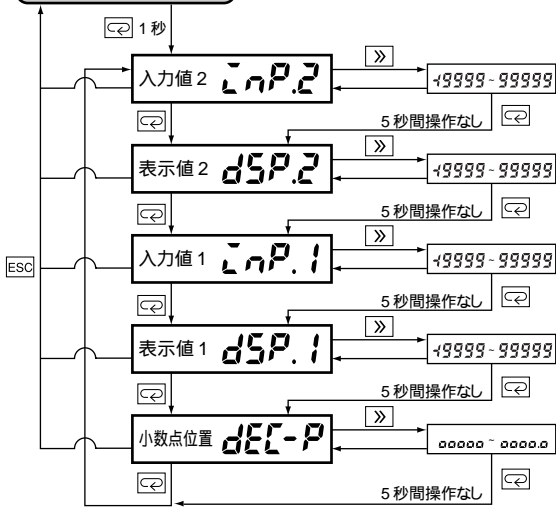 1 秒
入力値 2 inP.2
»
-19999 ~ 99999
5 秒間操作なし
表示値 2 dSP.2
»
-19999 ~ 99999
5 秒間操作なし
入力値 1 inP.1
»
-19999 ~ 99999
ESC
5 秒間操作なし
表示値 1 dSP.1
»
-19999 ~ 99999
5 秒間操作なし
小数点位置 dEC-P
»
ooooo ~ oooo.o
5 秒間操作なし